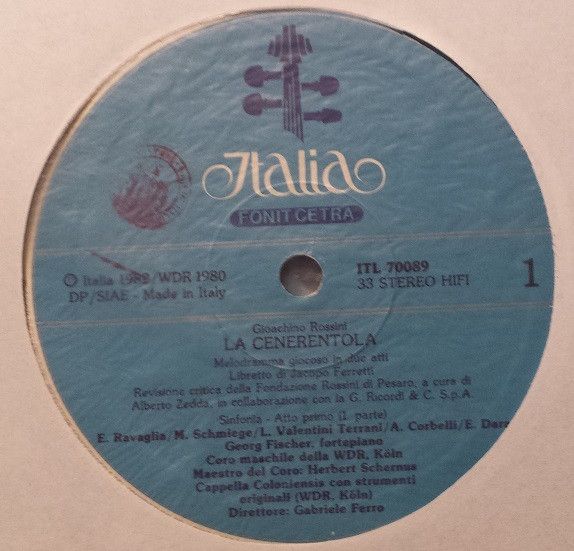 Italia
FONIT CETRA
℗ Italia 1982/WDR 1980
DP/SIAE - Made in Italy
ITL 70089
33 STEREO HIFI
1
Gioachino Rossini
LA CENERENTOLA
Melodramma giocoso in due atti
Libretto di Jacopo Ferretti
Revisione critica della Fondazione Rossini di Pesaro, a cura di
Alberto Zedda, in collaborazione con la G. Ricordi & C. S.p.A.
Sinfonia - Atto primo (I. parte)
E. Ravaglia/M. Schmiege/L. Valentini Terrani/A. Corbelli/E. Dara
Georg Fischer, fortepiano
Coro maschile della WDR, Köln
Maestro del Coro: Herbert Schernus
Cappella Coloniensis con strumenti
originali (WDR, Köln)
Direttore: Gabriele Ferro